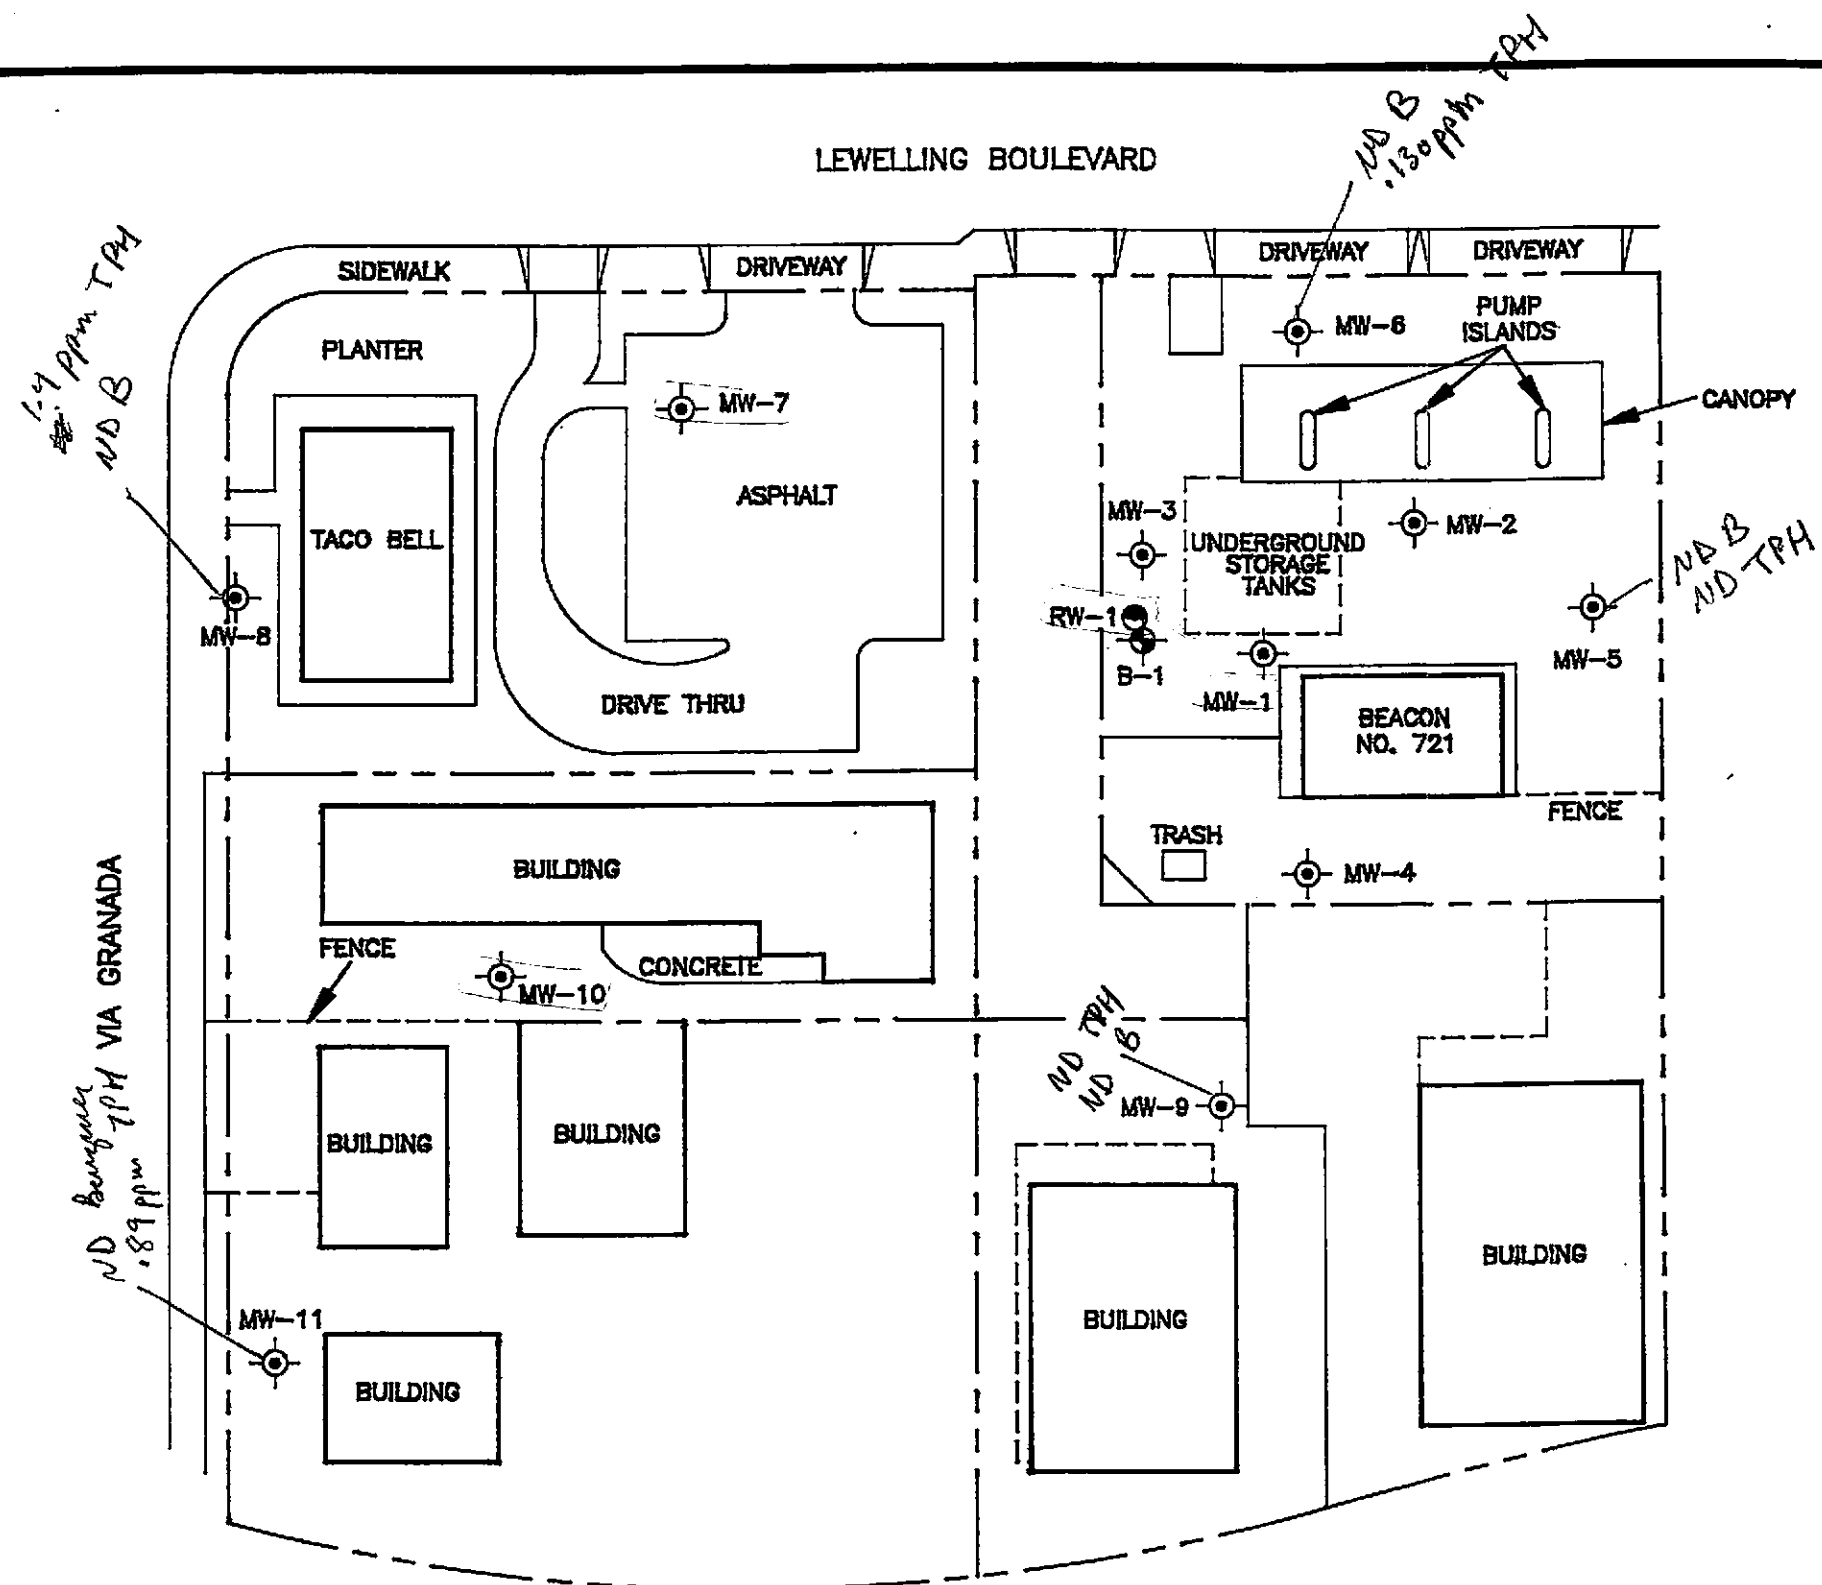 LEWELLING BOULEVARD
ND B
.130 ppm TPH
1.4 ppm TPH
ND B
SIDEWALK
DRIVEWAY
DRIVEWAY
DRIVEWAY
PLANTER
MW-7
MW-6
PUMP
ISLANDS
CANOPY
ASPHALT
TACO BELL
MW-3
UNDERGROUND
STORAGE
TANKS
MW-2
ND B
ND TPH
MW-8
RW-1
B-1
MW-1
MW-5
DRIVE THRU
BEACON
NO. 721
FENCE
TRASH
MW-4
BUILDING
FENCE
CONCRETE
MW-10
VIA GRANADA
ND TPH
ND B
MW-9
ND Benzene
.89 ppm TPH
BUILDING
BUILDING
BUILDING
BUILDING
MW-11
BUILDING